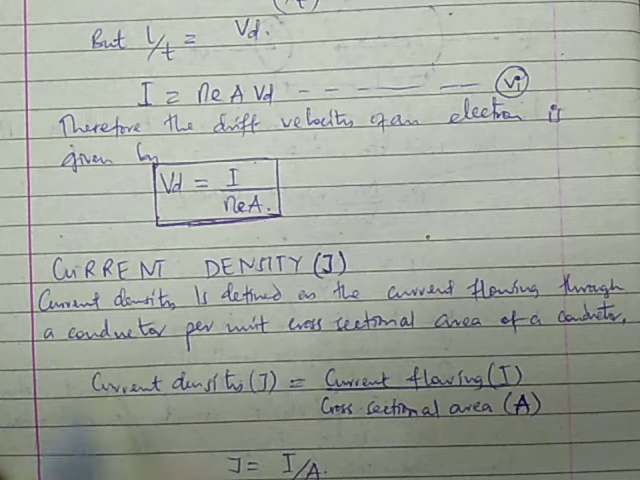 But l/t = Vd.
I = neAVd - - - — — — (vi)
Therefore the drift velocity of an electron is
given by
Vd = I / neA.
CURRENT DENSITY (J)
Current density is defined as the current flowing through
a conductor per unit cross sectional area of a conductor.
Current density (J) = Current flowing (I)
Cross sectional area (A)
J = I/A.